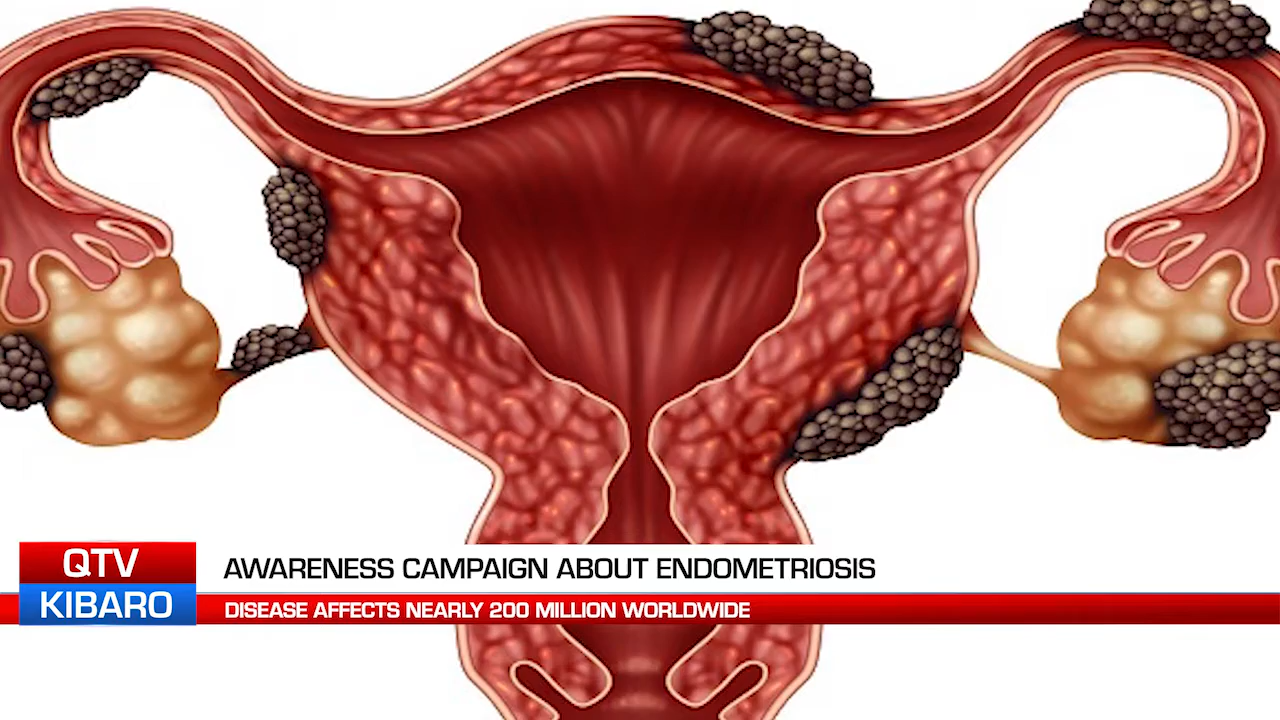 QTV
KIBARO
AWARENESS CAMPAIGN ABOUT ENDOMETRIOSIS
DISEASE AFFECTS NEARLY 200 MILLION WORLDWIDE